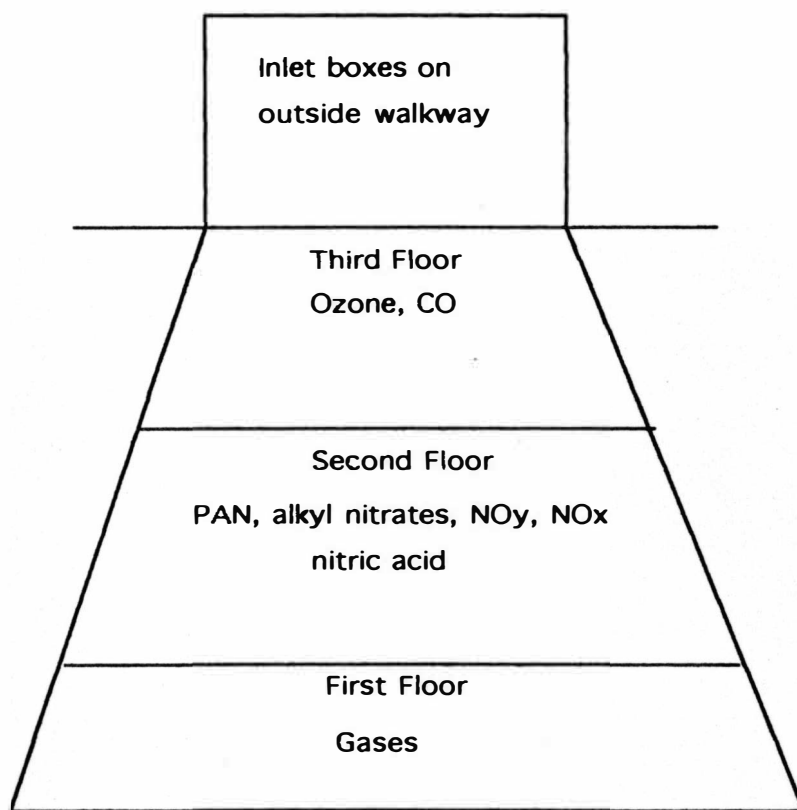 Inlet boxes on
outside walkway
Third Floor
Ozone, CO
Second Floor
PAN, alkyl nitrates, NOy, NOx
nitric acid
First Floor
Gases